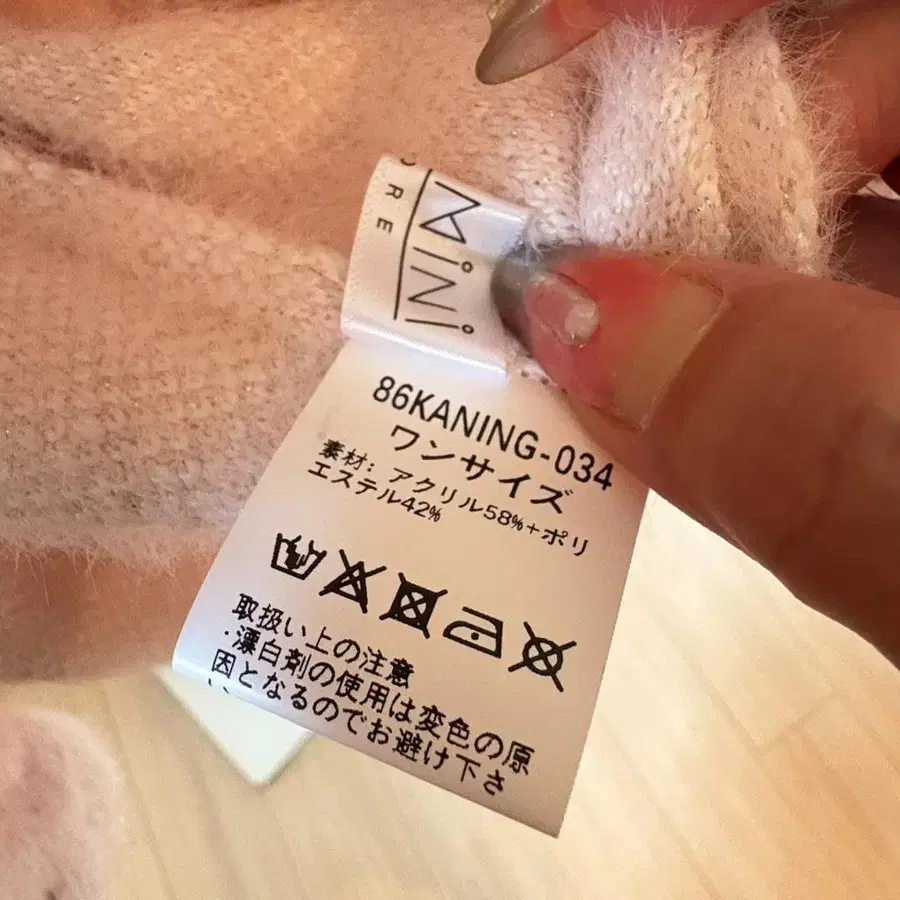 MiNi
RE
86KANING-034
ワンサイズ
素材: アクリル58%+ポリ
エステル42%
取扱い上の注意
・漂白剤の使用は変色の原
因となるのでお避け下さ